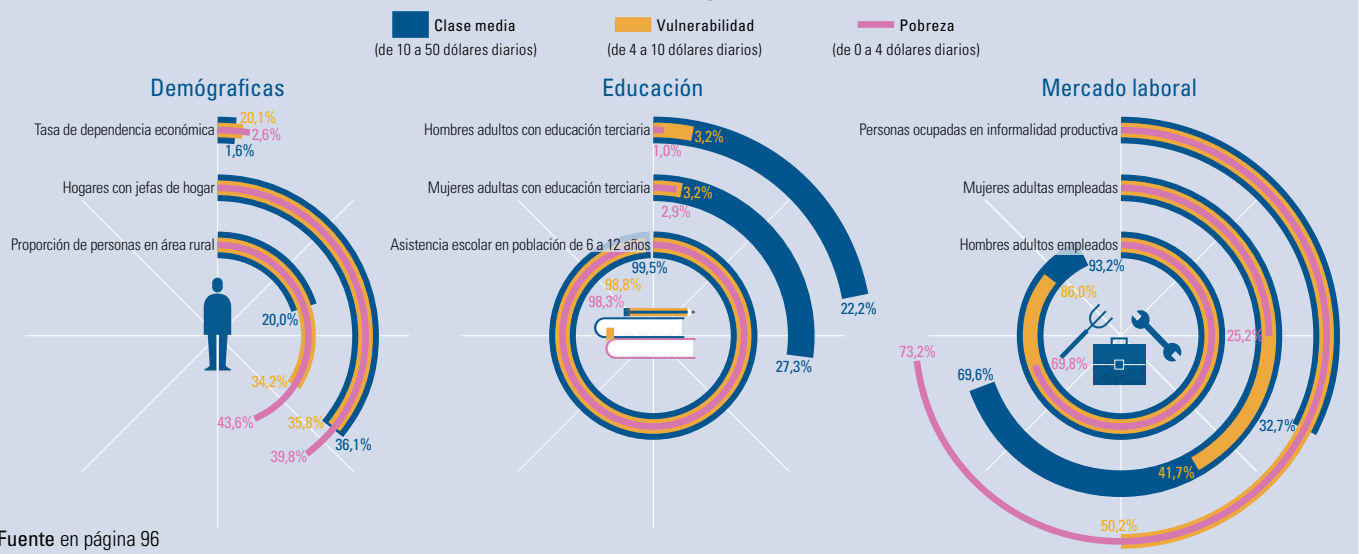 Clase media
(de 10 a 50 dólares diarios)
Vulnerabilidad
(de 4 a 10 dólares diarios)
Pobreza
(de 0 a 4 dólares diarios)
Demógraficas
Tasa de dependencia económica
20,1%
2,6%
1,6%
Hogares con jefas de hogar
Proporción de personas en área rural
20,0%
34,2%
43,6%
35,8%
36,1%
39,8%
Educación
Hombres adultos con educación terciaria
3,2%
1,0%
Mujeres adultas con educación terciaria
3,2%
2,9%
Asistencia escolar en población de 6 a 12 años
99,5%
98,8%
98,3%
22,2%
27,3%
Mercado laboral
Personas ocupadas en informalidad productiva
Mujeres adultas empleadas
Hombres adultos empleados
93,2%
86,0%
69,8%
25,2%
73,2%
69,6%
32,7%
41,7%
50,2%
Fuente en página 96